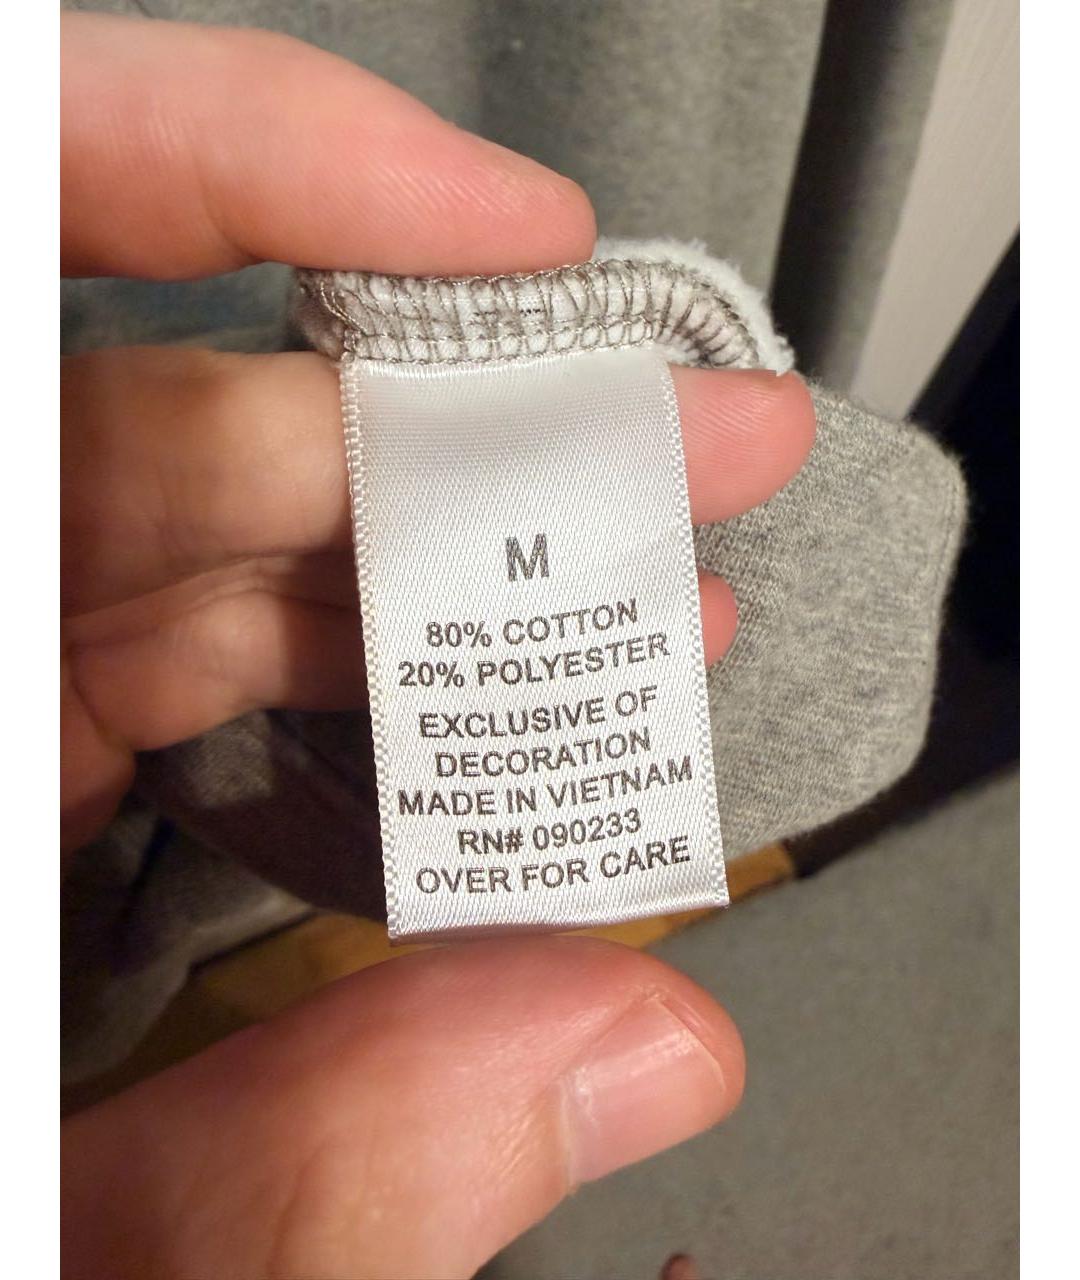 M
80% COTTON
20% POLYESTER
EXCLUSIVE OF
DECORATION
MADE IN VIETNAM
RN# 090233
OVER FOR CARE